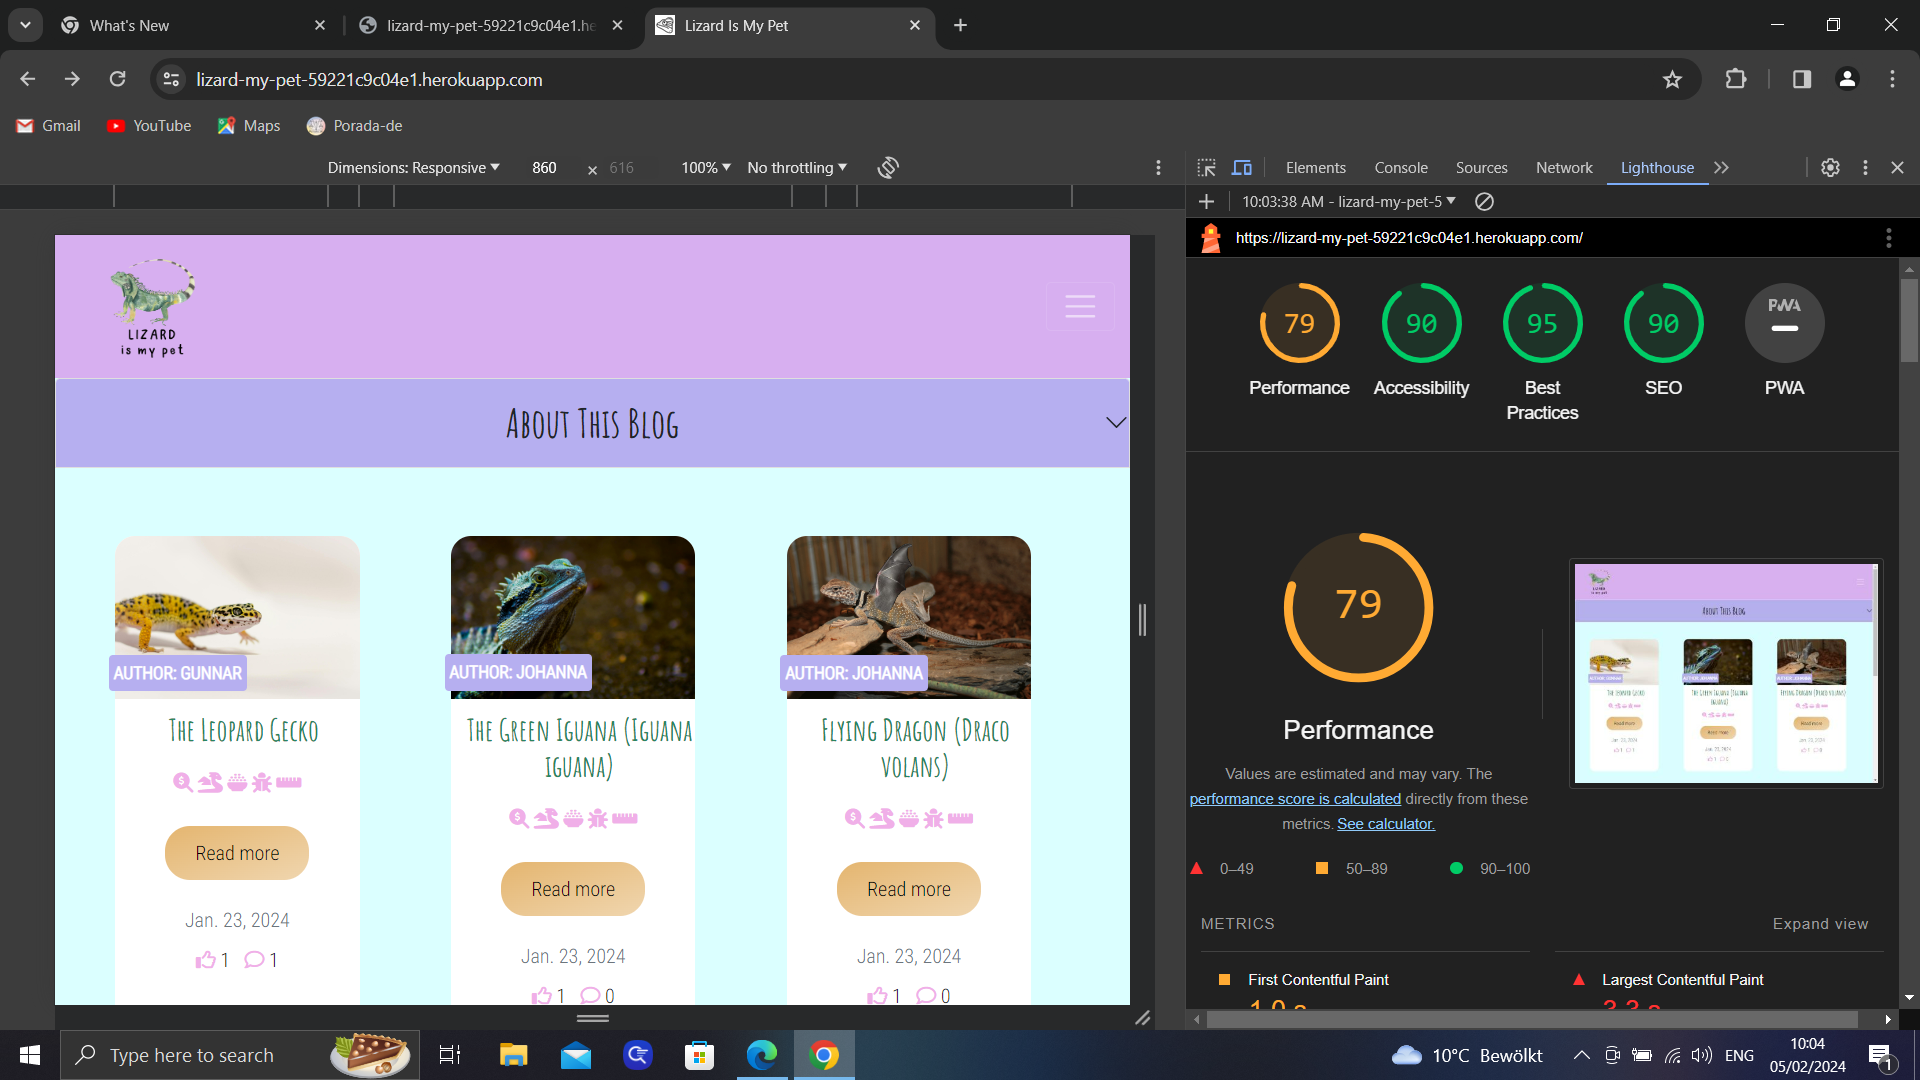 What's New
lizard-my-pet-59221c9c04e1.he
Lizard Is My Pet
lizard-my-pet-59221c9c04e1.herokuapp.com
Gmail
YouTube
Maps
Porada-de
Dimensions: Responsive
860
×
616
100%
No throttling
Elements
Console
Sources
Network
Lighthouse
10:03:38 AM - lizard-my-pet-5
https://lizard-my-pet-59221c9c04e1.herokuapp.com/
LIZARD
is my pet
About This Blog
AUTHOR: GUNNAR
AUTHOR: JOHANNA
AUTHOR: JOHANNA
The Leopard Gecko
The Green Iguana (Iguana
iguana)
Flying Dragon (Draco
volans)
Read more
Read more
Read more
Jan. 23, 2024
Jan. 23, 2024
Jan. 23, 2024
1 1
1 0
1 0
79
90
95
90
PWA
Performance
Accessibility
Best
Practices
SEO
PWA
79
Performance
Values are estimated and may vary. The
performance score is calculated directly from these
metrics. See calculator.
0–49
50–89
90–100
METRICS
Expand view
First Contentful Paint
1.0 s
Largest Contentful Paint
3.3 s
About This Blog
Type here to search
10°C Bewölkt
ENG
10:04
05/02/2024
1